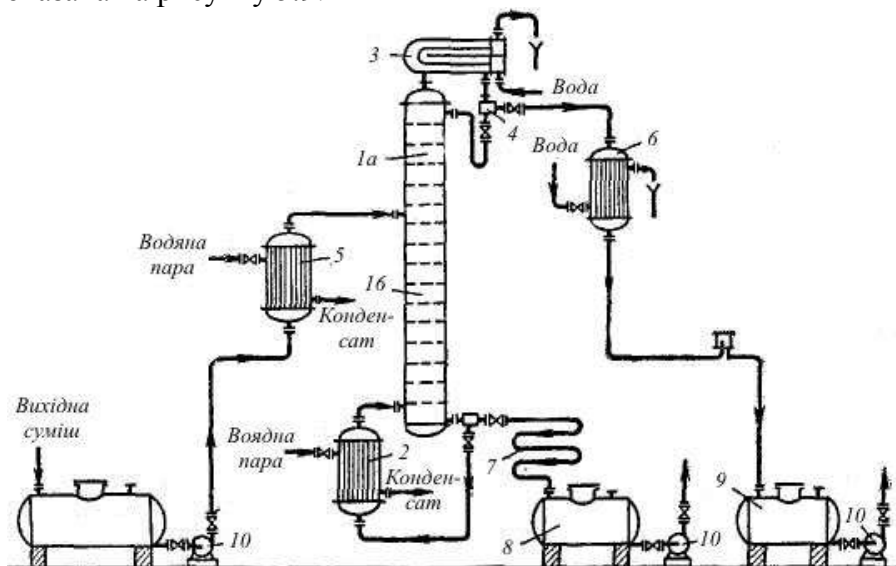 3
Вода
4
1а
Вода
6
Водяна
пара
5
Конден-
сат
16
Вихідна
суміш
Воядна
пара
2
Конден-
сат
7
9
10
8
10
10